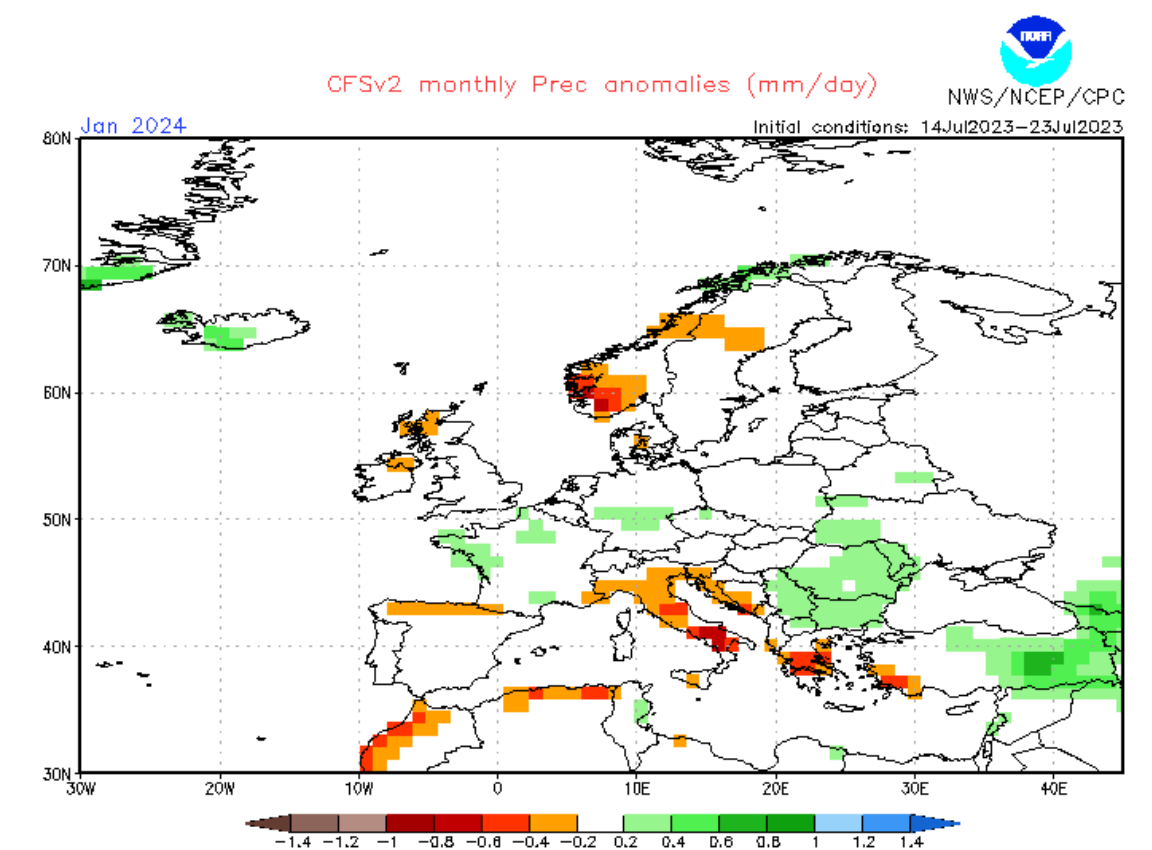 NOAA
CFSv2 monthly Prec anomalies (mm/day)
NWS/NCEP/CPC
Jan 2024
Initial conditions: 14Jul2023-23Jul2023
80N
70N
60N
50N
40N
30N
30W 20W 10W 0 10E 20E 30E 40E
-1.4 -1.2 -1 -0.8 -0.6 -0.4 -0.2 0.2 0.4 0.6 0.8 1 1.2 1.4